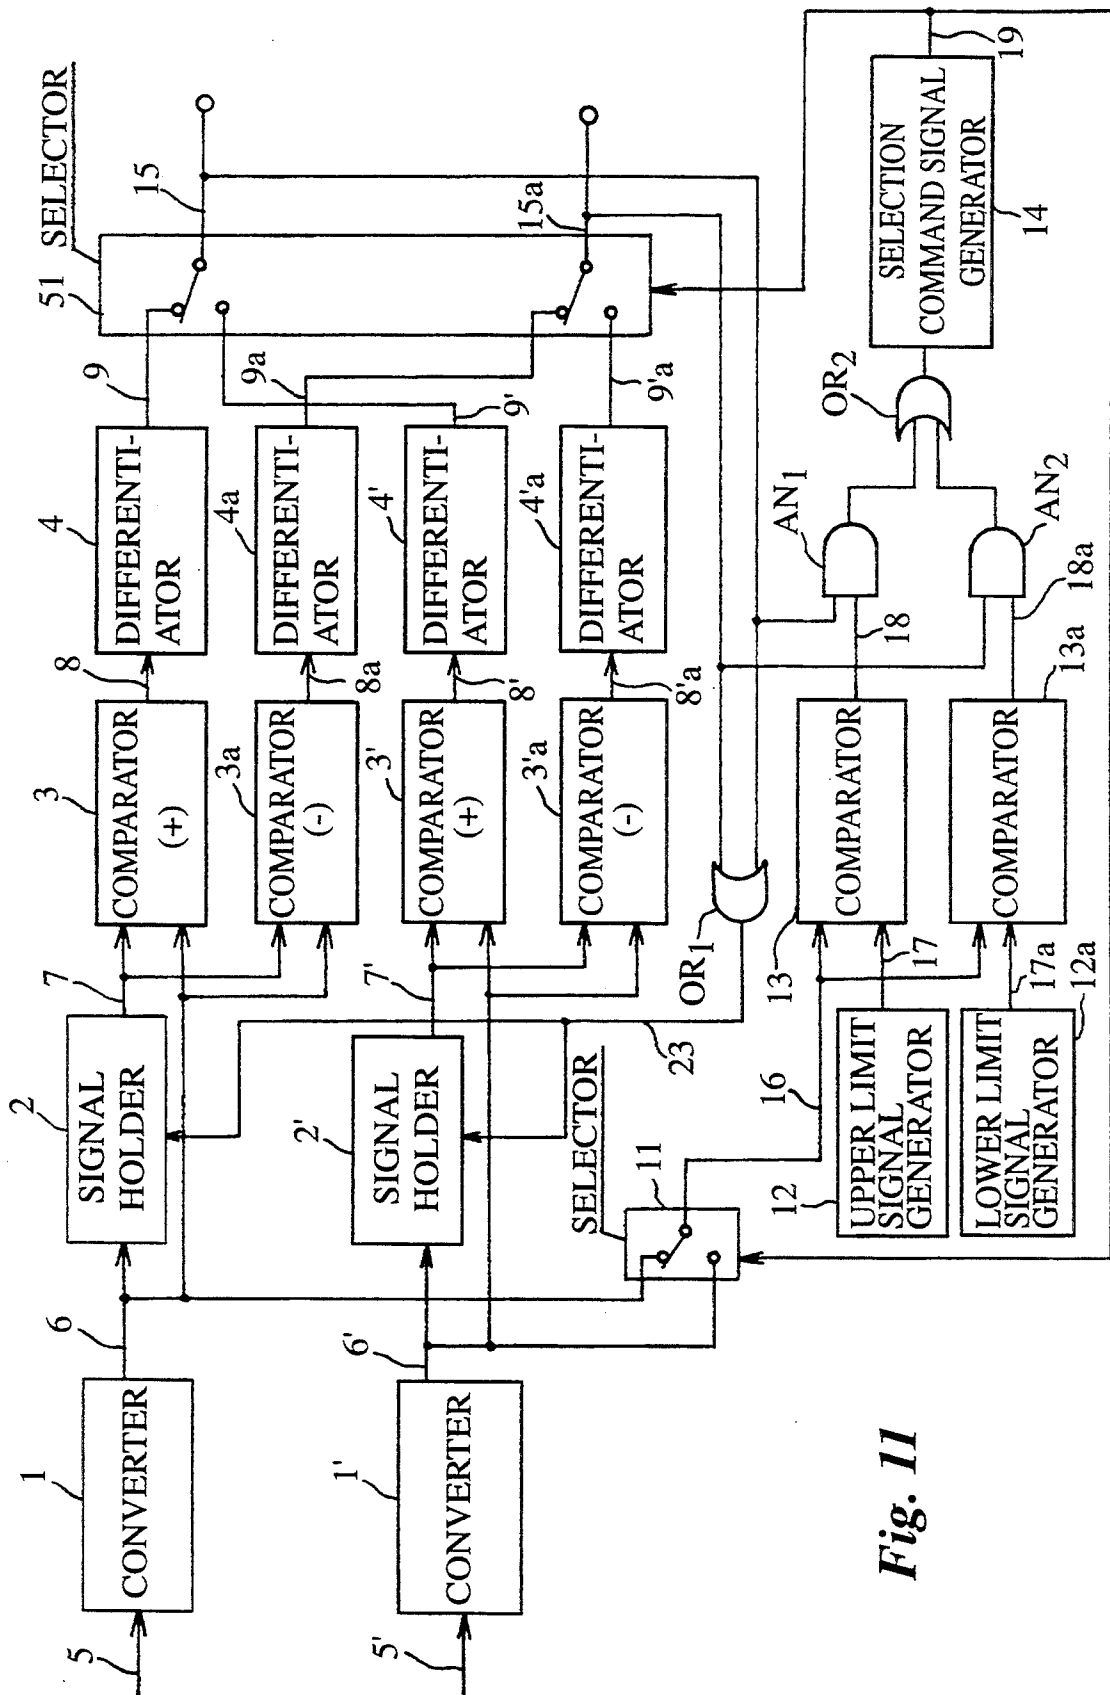 5
1
CONVERTER
6
2
SIGNAL
HOLDER
7
3
COMPARATOR
(+)
8
4
DIFFERENTI-
ATOR
9
51
SELECTOR
15
3a
COMPARATOR
(-)
8a
4a
DIFFERENTI-
ATOR
9a
5'
1'
CONVERTER
6'
2'
SIGNAL
HOLDER
7'
3'
COMPARATOR
(+)
8'
4'
DIFFERENTI-
ATOR
9'
15a
3'a
COMPARATOR
(-)
8'a
4'a
DIFFERENTI-
ATOR
9'a
SELECTOR
11
23
OR1
16
12
UPPER LIMIT
SIGNAL
GENERATOR
17
13
COMPARATOR
18
AN1
OR2
SELECTION
COMMAND SIGNAL
GENERATOR
14
19
LOWER LIMIT
SIGNAL
GENERATOR
12a
17a
COMPARATOR
13a
18a
AN2
Fig. 11